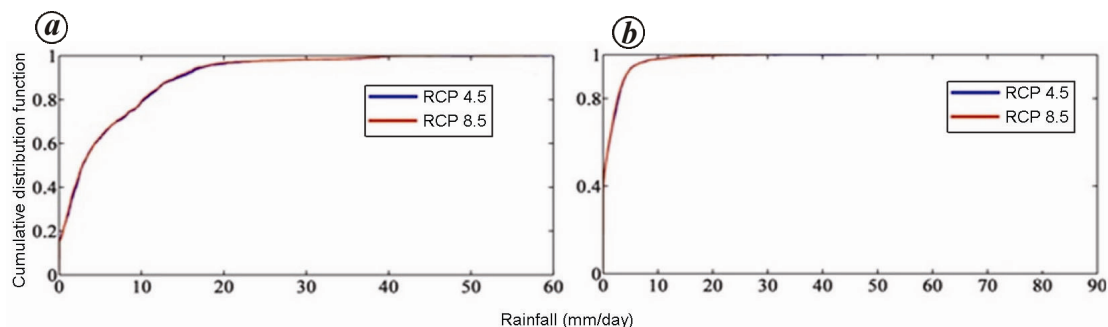 a
b
Cumulative distribution function
1
0.8
0.6
0.4
0.2
0
0 10 20 30 40 50 60
RCP 4.5
RCP 8.5
1
0.8
0.4
0
0 10 20 30 40 50 60 70 80 90
RCP 4.5
RCP 8.5
Rainfall (mm/day)